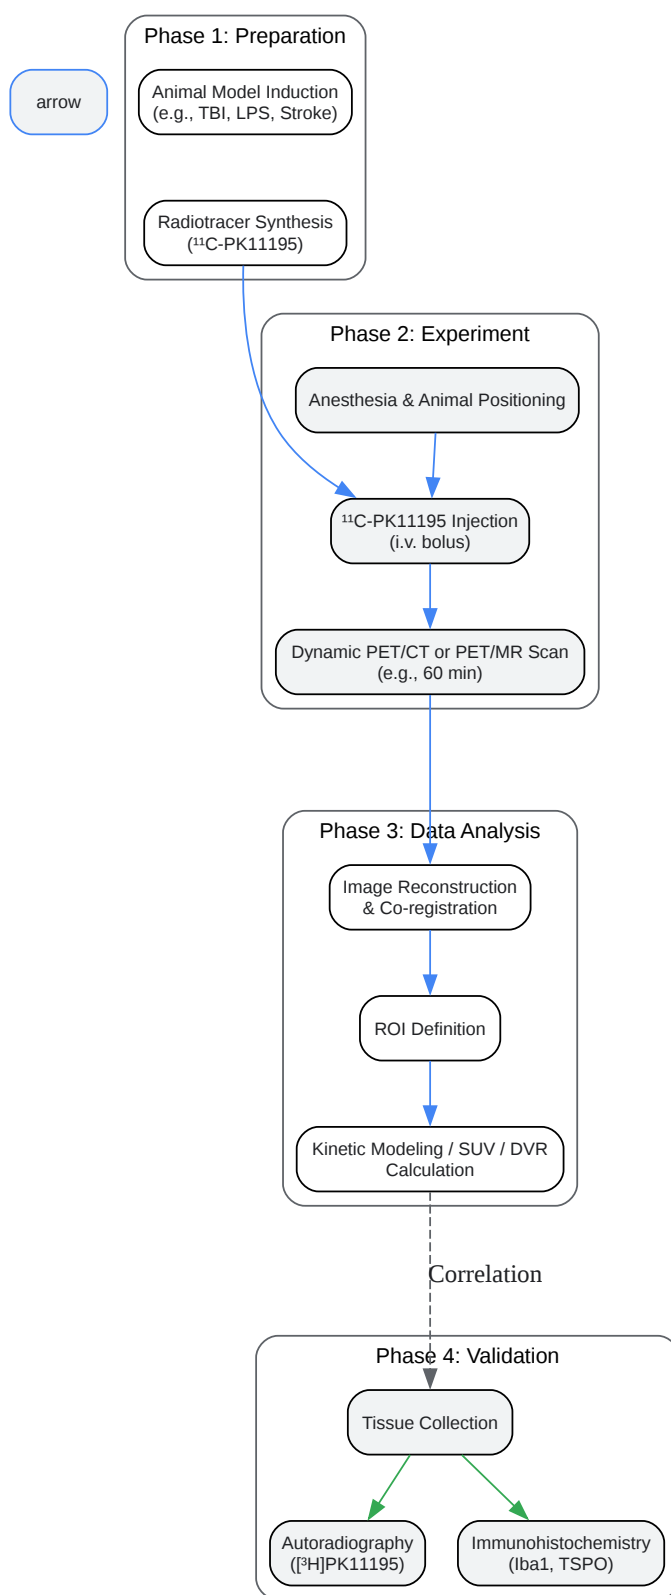 Phase 1: Preparation
arrow
Animal Model Induction
(e.g., TBI, LPS, Stroke)
Radiotracer Synthesis
(¹¹C-PK11195)
Phase 2: Experiment
Anesthesia & Animal Positioning
¹¹C-PK11195 Injection
(i.v. bolus)
Dynamic PET/CT or PET/MR Scan
(e.g., 60 min)
Phase 3: Data Analysis
Image Reconstruction
& Co-registration
ROI Definition
Kinetic Modeling / SUV / DVR
Calculation
Correlation
Phase 4: Validation
Tissue Collection
Autoradiography
([³H]PK11195)
Immunohistochemistry
(Iba1, TSPO)